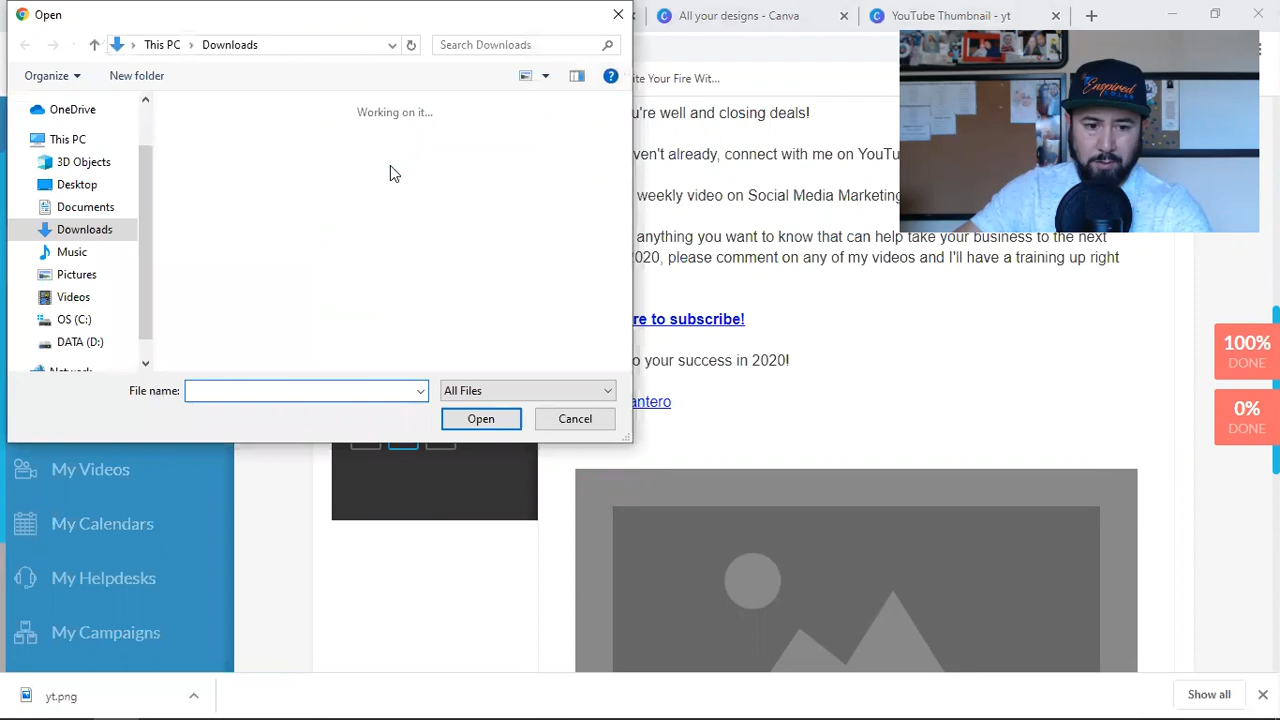 Open
All your designs - Canva
YouTube Thumbnail - yt
This PC
Downloads
Search Downloads
Organize
New folder
ite Your Fire Wit...
OneDrive
This PC
3D Objects
Desktop
Documents
Downloads
Music
Pictures
Videos
OS (C:)
DATA (D:)
Network
Working on it...
File name:
All Files
Open
Cancel
u're well and closing deals!
ven't already, connect with me on YouTu
weekly video on Social Media Marketing
anything you want to know that can help take your business to the next
2020, please comment on any of my videos and I'll have a training up right
re to subscribe!
o your success in 2020!
antero
Inspired
100%
DONE
0%
DONE
My Videos
My Calendars
My Helpdesks
My Campaigns
yt.png
Show all